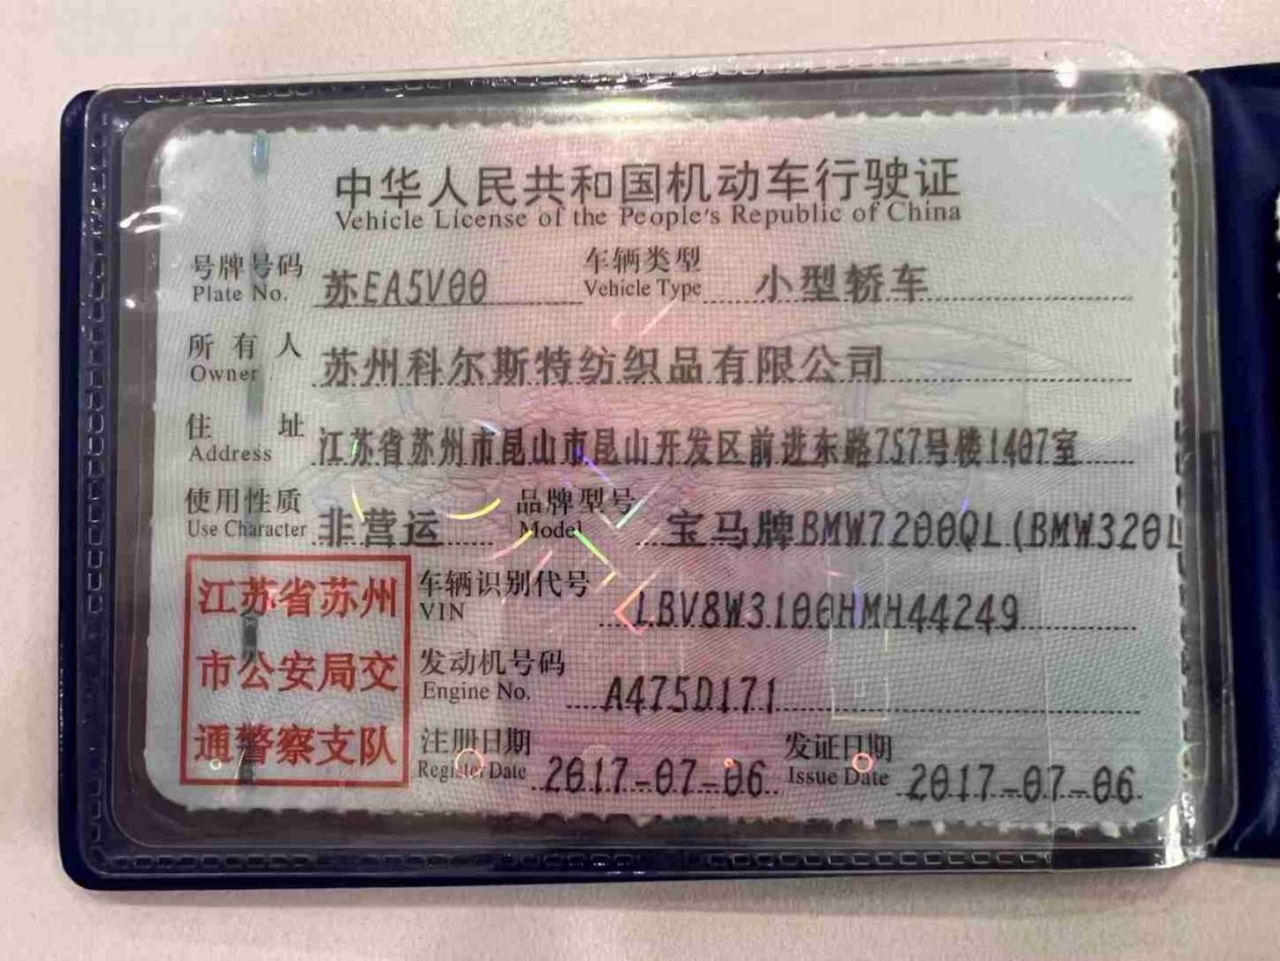 中华人民共和国机动车行驶证
Vehicle License of the People's Republic of China
号牌号码 苏EA5V00 车辆类型 小型轿车
Plate No. Vehicle Type
所有人 苏州科尔斯特纺织品有限公司
Owner
住址 江苏省苏州市昆山市昆山开发区前进东路757号楼1407室
Address
使用性质 非营运 品牌型号 宝马牌BMW7200QL(BMW320L
Use Character Model
江苏省苏州
市公安局交
通警察支队
车辆识别代号 LBV8W3100HMH44249
VIN
发动机号码 A475D171
Engine No.
注册日期 2017-07-06 发证日期 2017-07-06
Register Date Issue Date